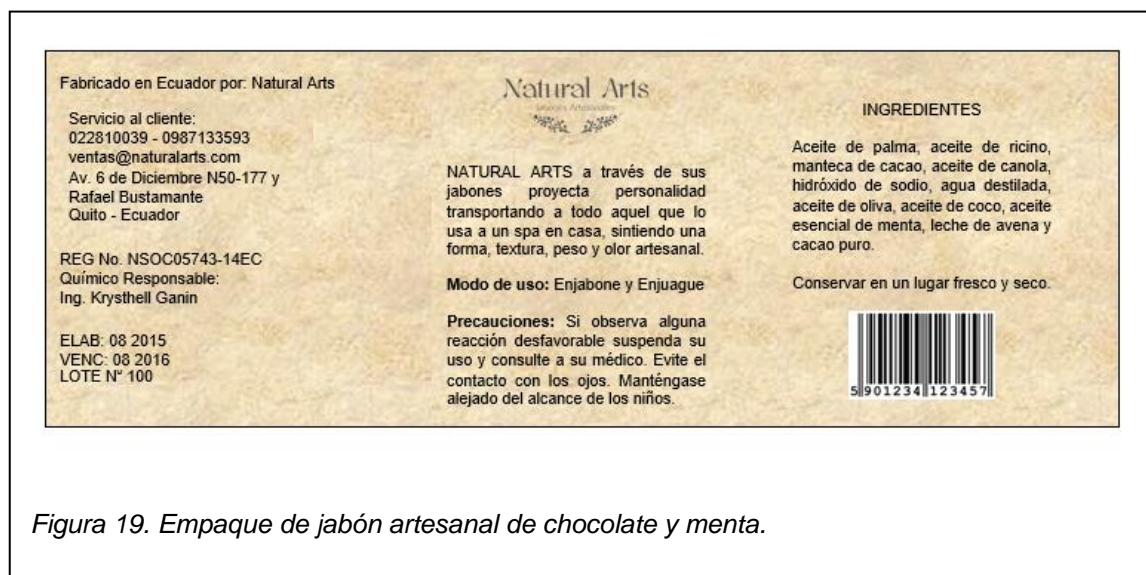 Fabricado en Ecuador por: Natural Arts
Servicio al cliente:
022810039 - 0987133593
ventas@naturalarts.com
Av. 6 de Diciembre N50-177 y
Rafael Bustamante
Quito - Ecuador
REG No. NSOC05743-14EC
Químico Responsable:
Ing. Krysthell Ganin
ELAB: 08 2015
VENC: 08 2016
LOTE N° 100
Natural Arts
Jabones Artesanales
NATURAL ARTS a través de sus
jabones proyecta personalidad
transportando a todo aquel que lo
usa a un spa en casa, sintiendo una
forma, textura, peso y olor artesanal.
Modo de uso: Enjabone y Enjuague
Precauciones: Si observa alguna
reacción desfavorable suspenda su
uso y consulte a su médico. Evite el
contacto con los ojos. Manténgase
alejado del alcance de los niños.
INGREDIENTES
Aceite de palma, aceite de ricino,
manteca de cacao, aceite de canola,
hidróxido de sodio, agua destilada,
aceite de oliva, aceite de coco, aceite
esencial de menta, leche de avena y
cacao puro.
Conservar en un lugar fresco y seco.
5 901234 123457
Figura 19. Empaque de jabón artesanal de chocolate y menta.